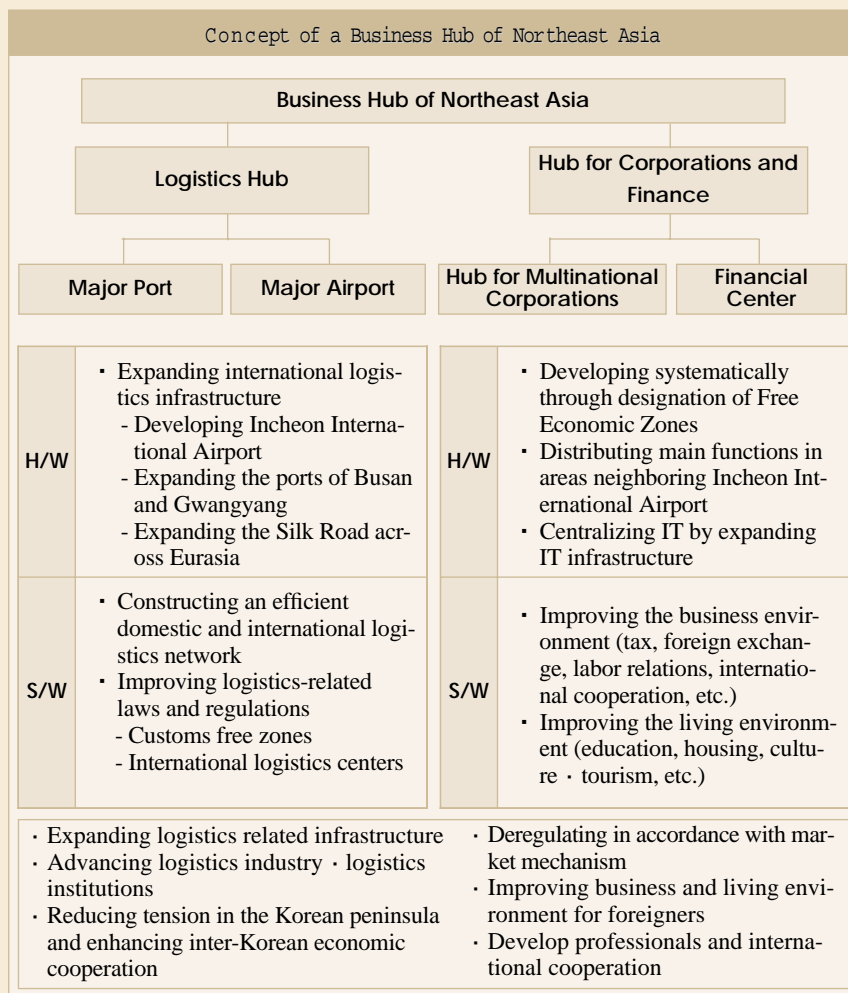 Concept of a Business Hub of Northeast Asia
Business Hub of Northeast Asia
Logistics Hub
Hub for Corporations and
Finance
Major Port
Major Airport
Hub for Multinational
Corporations
Financial
Center
H/W
▪ Expanding international logis-
tics infrastructure
- Developing Incheon Interna-
tional Airport
- Expanding the ports of Busan
and Gwangyang
- Expanding the Silk Road acr-
oss Eurasia
S/W
▪ Constructing an efficient
domestic and international logi-
stics network
▪ Improving logistics-related
laws and regulations
- Customs free zones
- International logistics centers
H/W
▪ Developing systematically
through designation of Free
Economic Zones
▪ Distributing main functions in
areas neighboring Incheon Int-
ernational Airport
▪ Centralizing IT by expanding
IT infrastructure
S/W
▪ Improving the business envir-
onment (tax, foreign exchan-
ge, labor relations, internatio-
nal cooperation, etc.)
▪ Improving the living environm-
ent (education, housing, cultu-
re · tourism, etc.)
· Expanding logistics related infrastructure
· Advancing logistics industry · logistics
institutions
· Reducing tension in the Korean peninsula
and enhancing inter-Korean economic
cooperation
· Deregulating in accordance with mar-
ket mechanism
· Improving business and living envi-
ronment for foreigners
· Develop professionals and interna-
tional cooperation